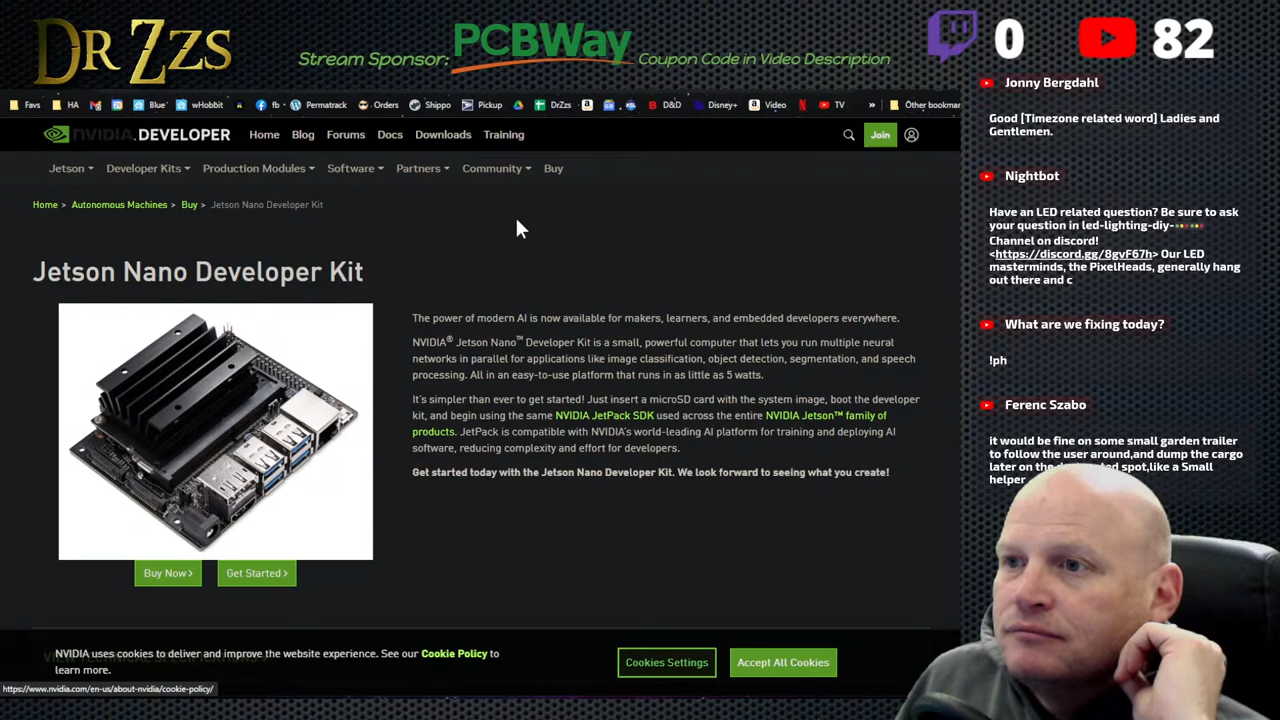 DR ZZS
Stream Sponsor: PCBWay Coupon Code in Video Description
0 82
Favs HA Blue wHobbit fb Permatrack Orders Shippo Pickup DrZzs D&D Disney+ Video TV » Other bookmar
NVIDIA.DEVELOPER Home Blog Forums Docs Downloads Training Join
Jetson Developer Kits Production Modules Software Partners Community Buy
Home > Autonomous Machines > Buy > Jetson Nano Developer Kit
Jetson Nano Developer Kit
The power of modern AI is now available for makers, learners, and embedded developers everywhere.
NVIDIA® Jetson Nano™ Developer Kit is a small, powerful computer that lets you run multiple neural
networks in parallel for applications like image classification, object detection, segmentation, and speech
processing. All in an easy-to-use platform that runs in as little as 5 watts.
It's simpler than ever to get started! Just insert a microSD card with the system image, boot the developer
kit, and begin using the same NVIDIA JetPack SDK used across the entire NVIDIA Jetson™ family of
products. JetPack is compatible with NVIDIA's world-leading AI platform for training and deploying AI
software, reducing complexity and effort for developers.
Get started today with the Jetson Nano Developer Kit. We look forward to seeing what you create!
Buy Now >
Get Started >
NVIDIA uses cookies to deliver and improve the website experience. See our Cookie Policy to
learn more.
Cookies Settings
Accept All Cookies
https://www.nvidia.com/en-us/about-nvidia/cookie-policy/
Jonny Bergdahl
Good [Timezone related word] Ladies and
Gentlemen.
Nightbot
Have an LED related question? Be sure to ask
your question in led-lighting-diy-
Channel on discord!
<https://discord.gg/8gvF67h> Our LED
masterminds, the PixelHeads, generally hang
out there and c
What are we fixing today?
!ph
Ferenc Szabo
it would be fine on some small garden trailer
to follow the user around,and dump the cargo
later on the spot,like a Small
helper